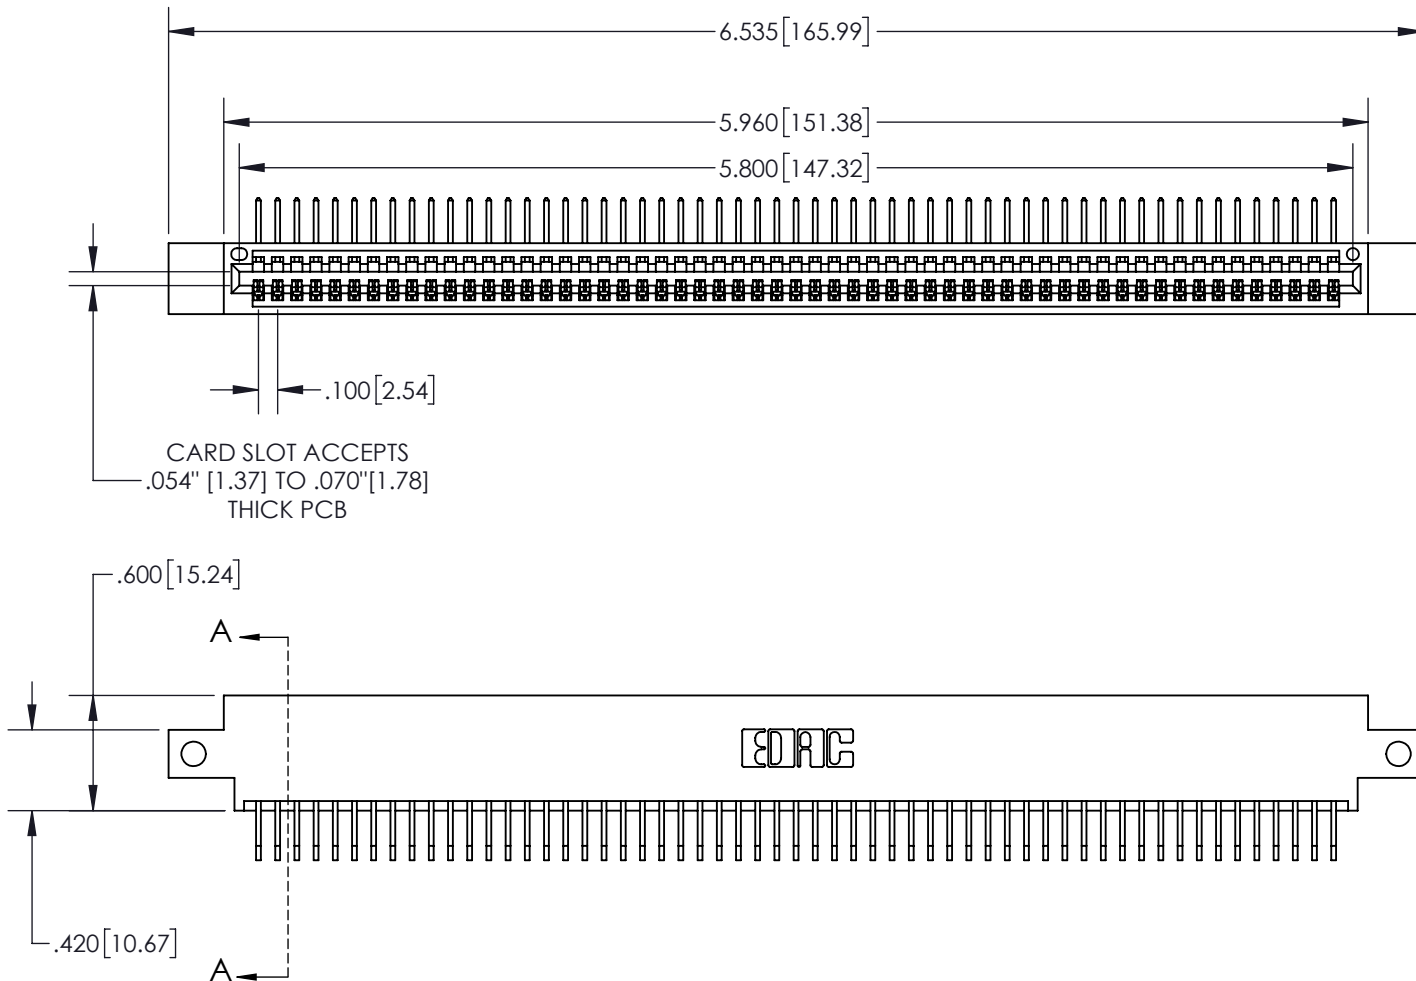 6.535[165.99]
5.960[151.38]
5.800[147.32]
.100[2.54]
CARD SLOT ACCEPTS
.054" [1.37] TO .070"[1.78]
THICK PCB
.600[15.24]
A
EDAC
.420[10.67]
A